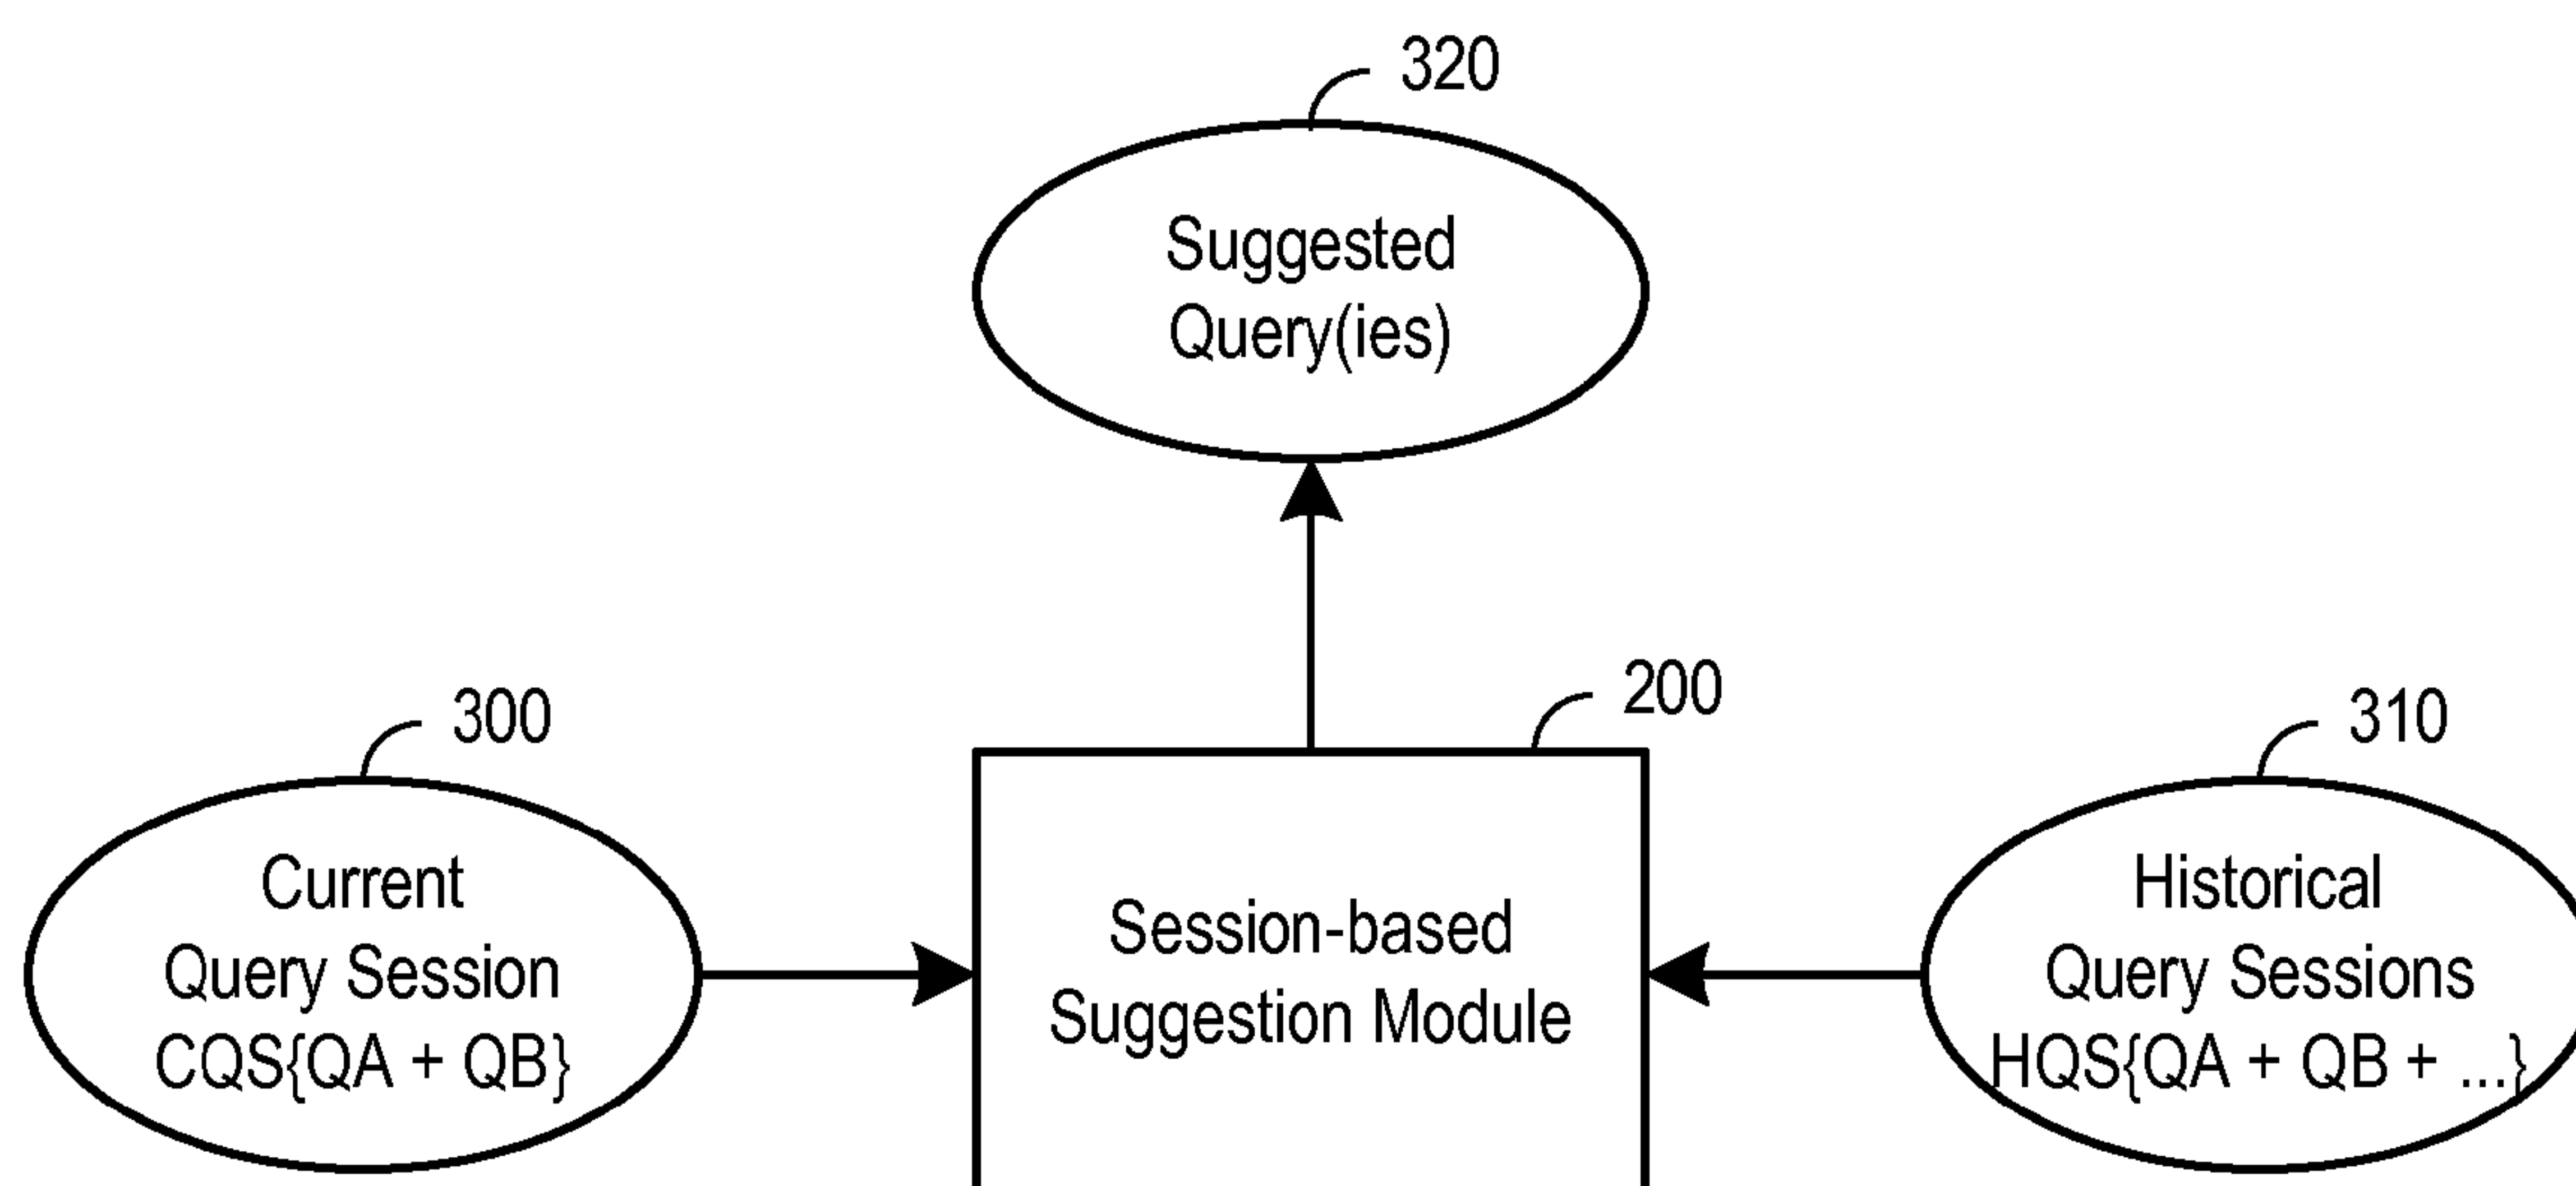 320
Suggested
Query(ies)
200
300
310
Current
Query Session
CQS{QA + QB}
Session-based
Suggestion Module
Historical
Query Sessions
HQS{QA + QB + ...}